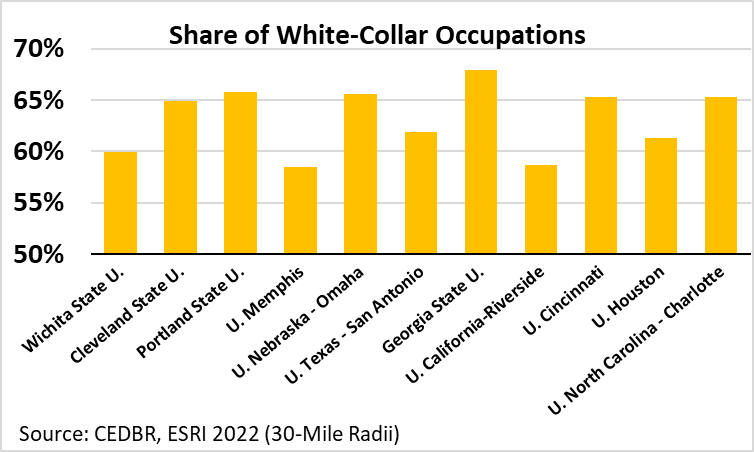 Share of White-Collar Occupations
70%
65%
60%
55%
50%
Wichita State U.
Cleveland State U.
Portland State U.
U. Memphis
U. Nebraska - Omaha
U. Texas - San Antonio
Georgia State U.
U. California-Riverside
U. Cincinnati
U. Houston
U. North Carolina - Charlotte
Source: CEDBR, ESRI 2022 (30-Mile Radii)